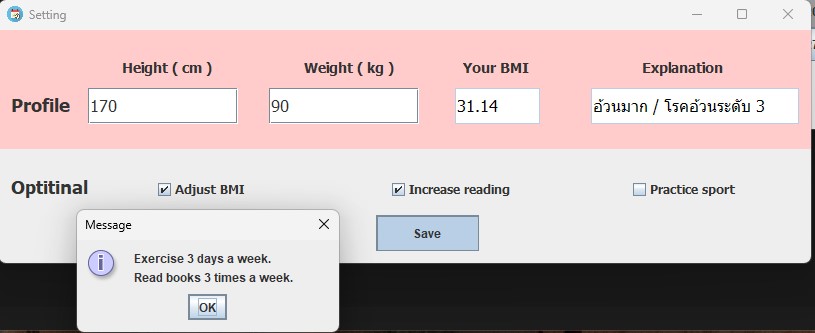 Setting
Height ( cm ) Weight ( kg ) Your BMI Explanation
Profile 170 90 31.14 อ้วนมาก / โรคอ้วนระดับ 3
Optitinal Adjust BMI Increase reading Practice sport
Save
Message
Exercise 3 days a week.
Read books 3 times a week.
OK